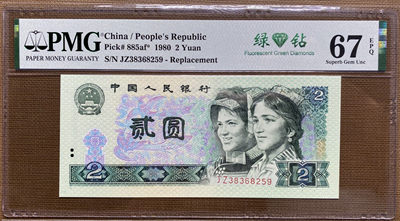 PMG
PAPER MONEY GUARANTY
China / People's Republic
Pick# 885af* 1980 2 Yuan
S/N JZ38368259 - Replacement
绿钻
Fluorescent Green Diamonds
67
EPQ
Superb Gem Unc
中国人民银行
2
贰圆
JZ38368259
2
2